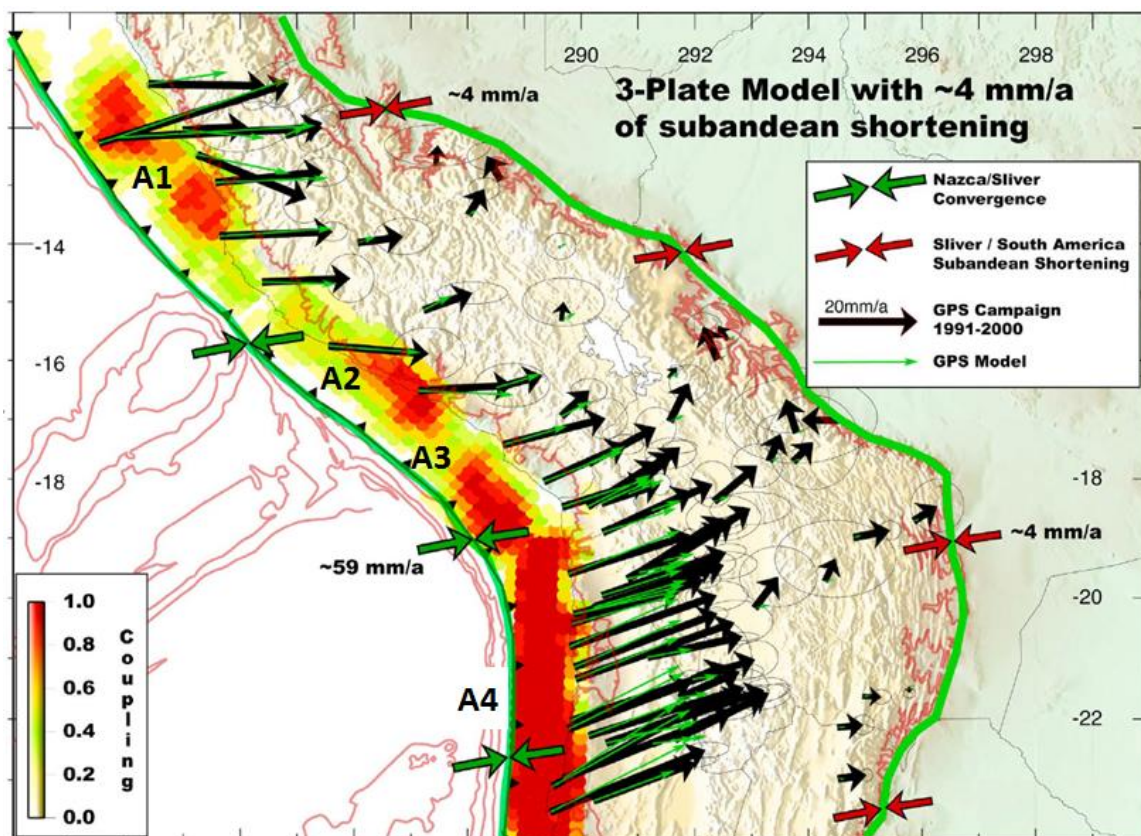 290
292
294
296
298
3-Plate Model with ~4 mm/a
of subandean shortening
~4 mm/a
Nazca/Sliver
Convergence
Sliver / South America
Subandean Shortening
20mm/a
GPS Campaign
1991-2000
GPS Model
A1
-14
A2
-16
A3
-18
-18
~59 mm/a
~4 mm/a
-20
A4
-22
1.0
0.8
0.6
0.4
0.2
0.0
Coupling